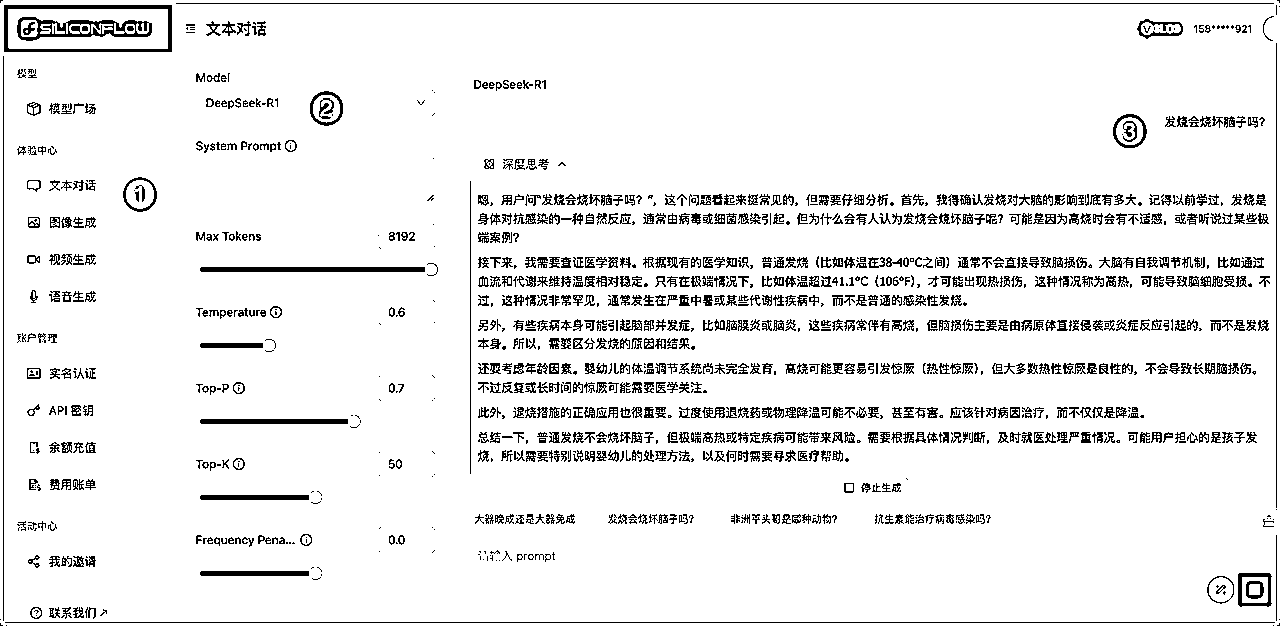 SILICONFLOW
文本对话
158*****921
模型
模型广场
体验中心
文本对话
①
图像生成
视频生成
语音生成
账户管理
实名认证
API 密钥
余额充值
费用账单
活动中心
我的邀请
联系我们
Model
DeepSeek-R1
②
System Prompt
Max Tokens
8192
Temperature
0.6
Top-P
0.7
Top-K
50
Frequency Pena...
0.0
DeepSeek-R1
③
发烧会烧坏脑子吗?
深度思考
嗯，用户问“发烧会烧坏脑子吗？”，这个问题看起来挺常见的，但需要仔细分析。首先，我得确认发烧对大脑的影响到底有多大。记得以前学过，发烧是
身体对抗感染的一种自然反应，通常由病毒或细菌感染引起。但为什么会有人认为发烧会烧坏脑子呢？可能是因为高烧时会有不适感，或者听说过某些极
端案例？
接下来，我需要查证医学资料。根据现有的医学知识，普通发烧（比如体温在38-40°C之间）通常不会直接导致脑损伤。大脑有自我调节机制，比如通过
血流和代谢来维持温度相对稳定。只有在极端情况下，比如体温超过41.1°C（106°F），才可能出现热损伤，这种情况称为高热，可能导致脑细胞受损。不
过，这种情况非常罕见，通常发生在严重中暑或某些代谢性疾病中，而不是普通的感染性发烧。
另外，有些疾病本身可能引起脑部并发症，比如脑膜炎或脑炎，这些疾病常伴有高烧，但脑损伤主要是由病原体直接侵袭或炎症反应引起的，而不是发烧
本身。所以，需要区分发烧的原因和结果。
还要考虑年龄因素。婴幼儿的体温调节系统尚未完全发育，高烧可能更容易引发惊厥（热性惊厥），但大多数热性惊厥是良性的，不会导致长期脑损伤。
不过反复或长时间的惊厥可能需要医学关注。
此外，退烧措施的正确应用也很重要。过度使用退烧药或物理降温可能不必要，甚至有害。应该针对病因治疗，而不仅仅是降温。
总结一下，普通发烧不会烧坏脑子，但极端高热或特定疾病可能带来风险。需要根据具体情况判断，及时就医处理严重情况。可能用户担心的是孩子发
烧，所以需要特别说明婴幼儿的处理方法，以及何时需要寻求医疗帮助。
停止生成
大器晚成还是大器免成
发烧会烧坏脑子吗?
非洲草头鹅是哪种动物?
抗生素能治疗病毒感染吗?
请输入 prompt